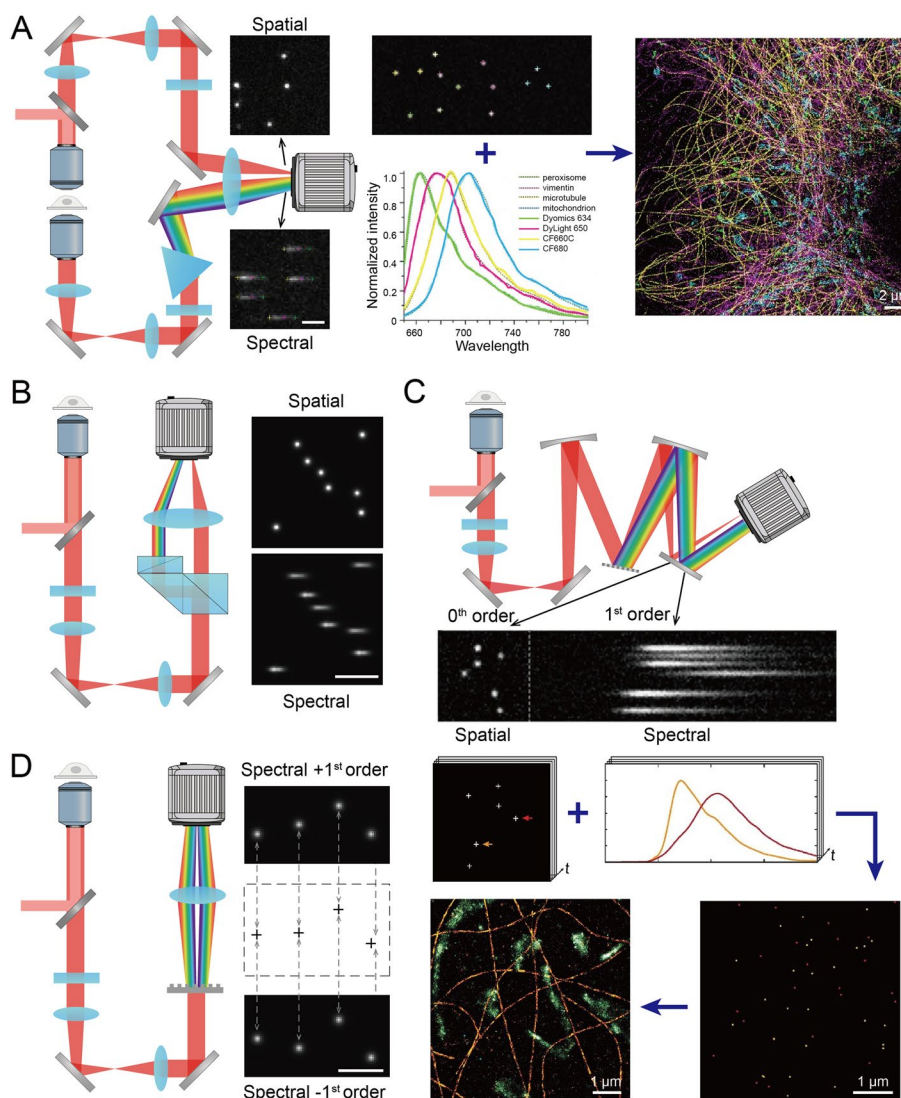 A
Spatial
Spectral
Normalized intensity
1.0
0.8
0.6
0.4
0.2
0
660
700
740
780
Wavelength
peroxisome
vimentin
microtubule
mitochondrion
Dyomics 634
DyLight 650
CF660C
CF680
2 μm
B
Spatial
Spectral
C
0th order
1st order
Spatial
Spectral
t
t
1 μm
1 μm
D
Spectral +1st order
Spectral -1st order